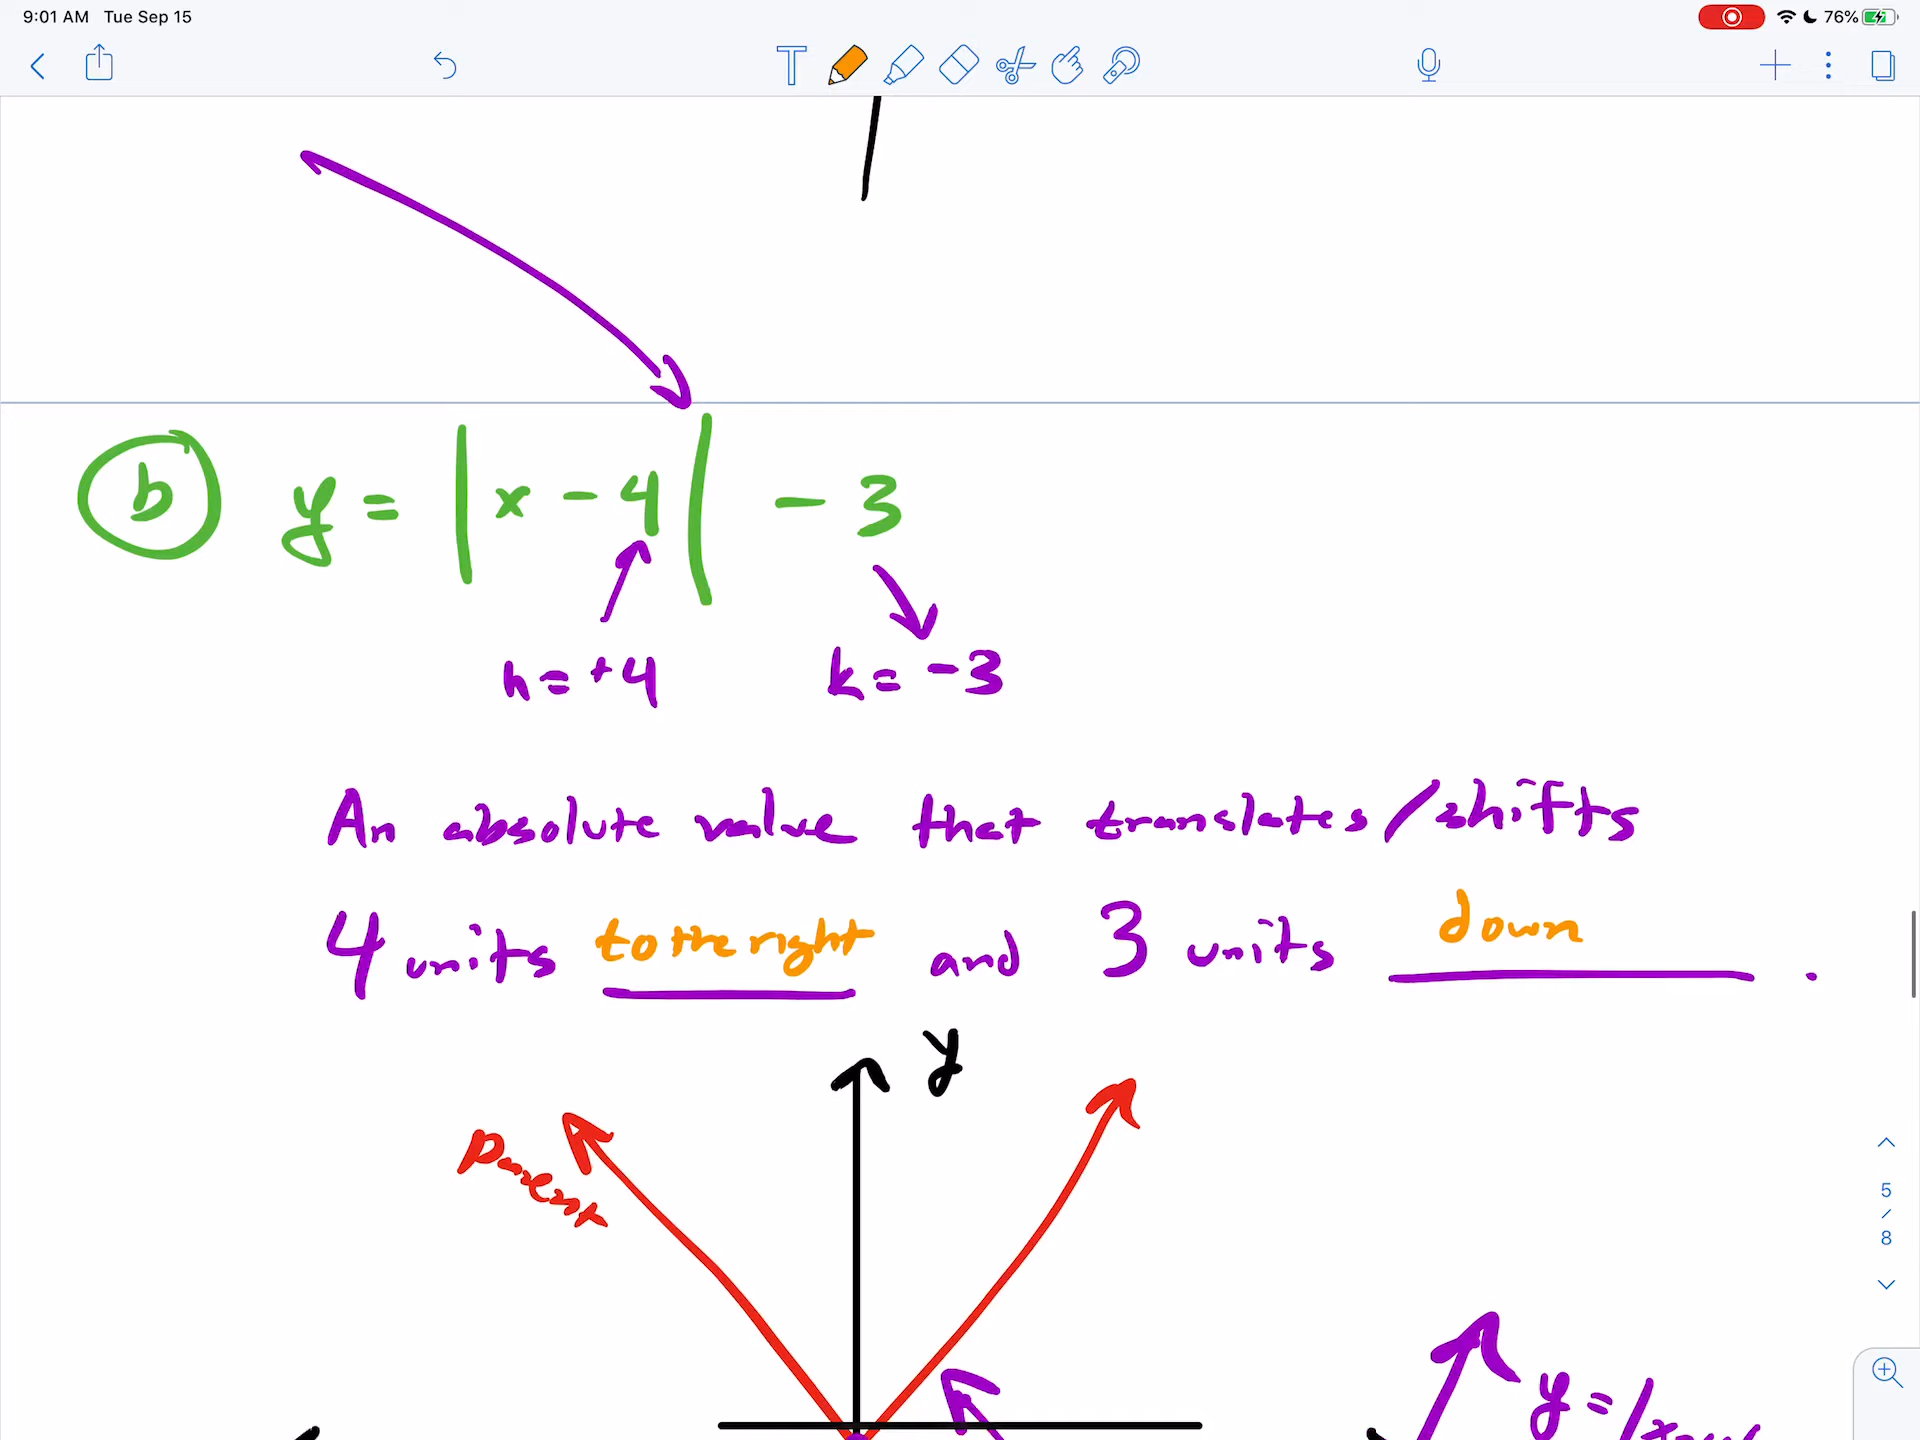 9:01 AM Tue Sep 15
76%
b y = |x - 4| - 3
h = +4 k = -3
An absolute value that translates/shifts
4 units to the right and 3 units down .
y
Parent
5
/
8
y =